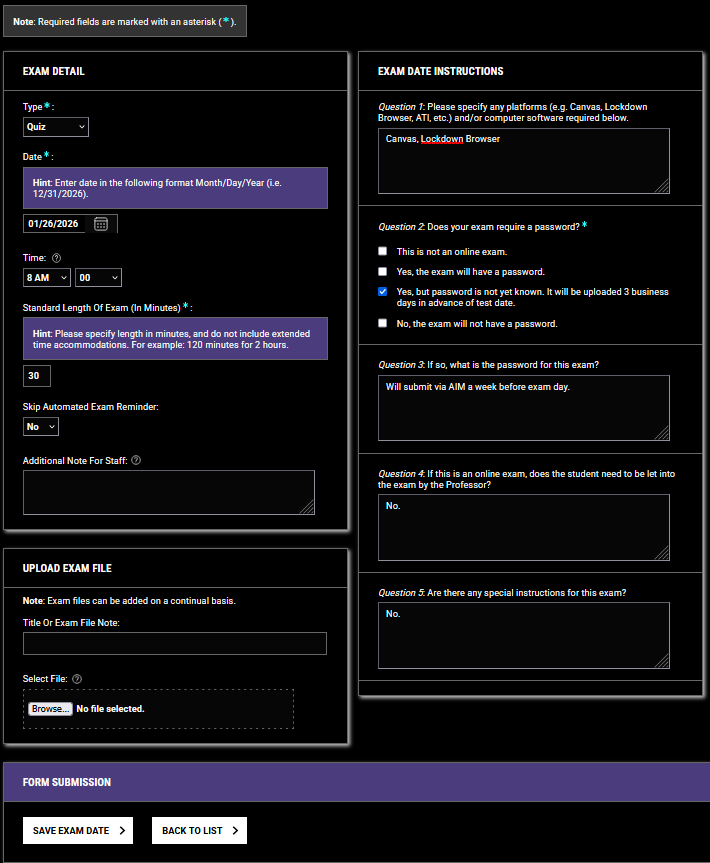 Note: Required fields are marked with an asterisk (*).
EXAM DETAIL
Type*:
Quiz
Date*:
Hint: Enter date in the following format Month/Day/Year (i.e.
12/31/2026).
01/26/2026
Time:
8 AM 00
Standard Length Of Exam (In Minutes)*:
Hint: Please specify length in minutes, and do not include extended
time accommodations. For example: 120 minutes for 2 hours.
30
Skip Automated Exam Reminder:
No
Additional Note For Staff:
UPLOAD EXAM FILE
Note: Exam files can be added on a continual basis.
Title Or Exam File Note:
Select File:
Browse... No file selected.
EXAM DATE INSTRUCTIONS
Question 1: Please specify any platforms (e.g. Canvas, Lockdown
Browser, ATI, etc.) and/or computer software required below.
Canvas, Lockdown Browser
Question 2: Does your exam require a password?*
This is not an online exam.
Yes, the exam will have a password.
Yes, but password is not yet known. It will be uploaded 3 business
days in advance of test date.
No, the exam will not have a password.
Question 3: If so, what is the password for this exam?
Will submit via AIM a week before exam day.
Question 4: If this is an online exam, does the student need to be let into
the exam by the Professor?
No.
Question 5: Are there any special instructions for this exam?
No.
FORM SUBMISSION
SAVE EXAM DATE
BACK TO LIST